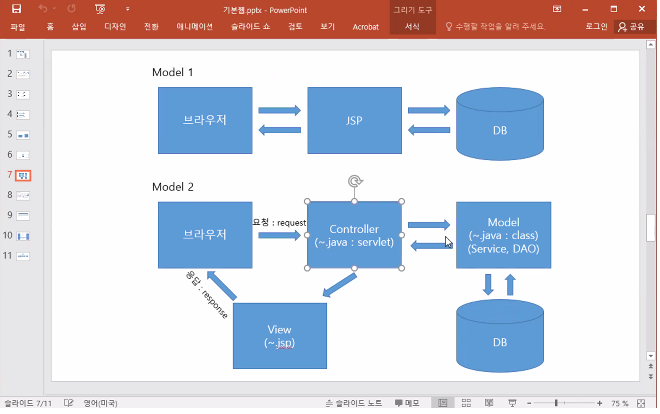 기본웹.pptx - PowerPoint
그리기 도구
파일 홈 삽입 디자인 전환 애니메이션 슬라이드 쇼 검토 보기 Acrobat 서식 수행할 작업을 알려 주세요. 로그인 공유
1
2
3
4
5
6
7
8
9
10
11
Model 1
브라우저
JSP
DB
Model 2
브라우저
요청 : request
Controller
(~.java : servlet)
Model
(~.java : class)
(Service, DAO)
응답 : response
View
(~.jsp)
DB
슬라이드 7/11 영어(미국) 슬라이드 노트 메모 75 %